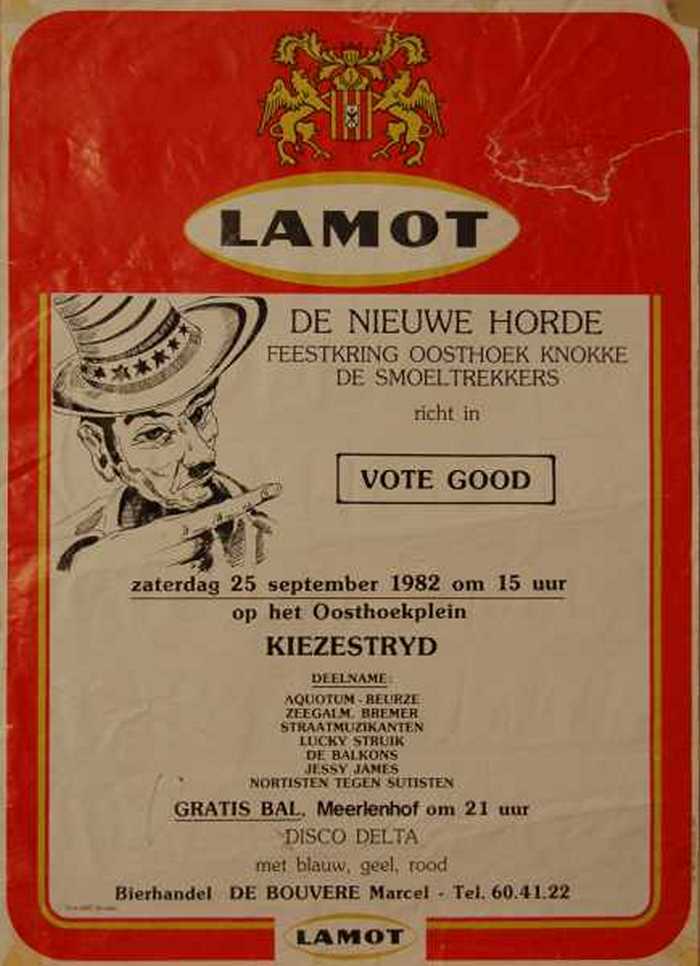 LAMOT
DE NIEUWE HORDE
FEESTKRING OOSTHOEK KNOKKE
DE SMOELTREKKERS
richt in
VOTE GOOD
zaterdag 25 september 1982 om 15 uur
op het Oosthoekplein
KIEZESTRYD
DEELNAME:
AQUOTUM - BEURZE
ZEEGALM, BREMER
STRAATMUZIKANTEN
LUCKY STRUIK
DE BALKONS
JESSY JAMES
NORTISTEN TEGEN SUTISTEN
GRATIS BAL, Meerlenhof om 21 uur
DISCO DELTA
met blauw, geel, rood
Bierhandel DE BOUVERE Marcel - Tel. 60.41.22
LAMOT